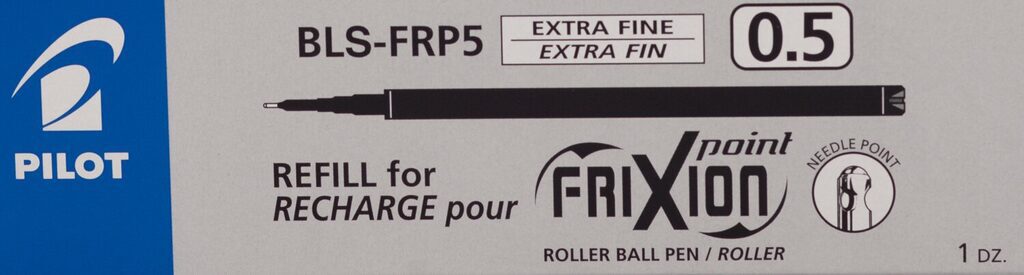 PILOT
BLS-FRP5
EXTRA FINE
EXTRA FIN
0.5
REFILL for
RECHARGE pour
FRIXION point
ROLLER BALL PEN / ROLLER
NEEDLE POINT
1 DZ.